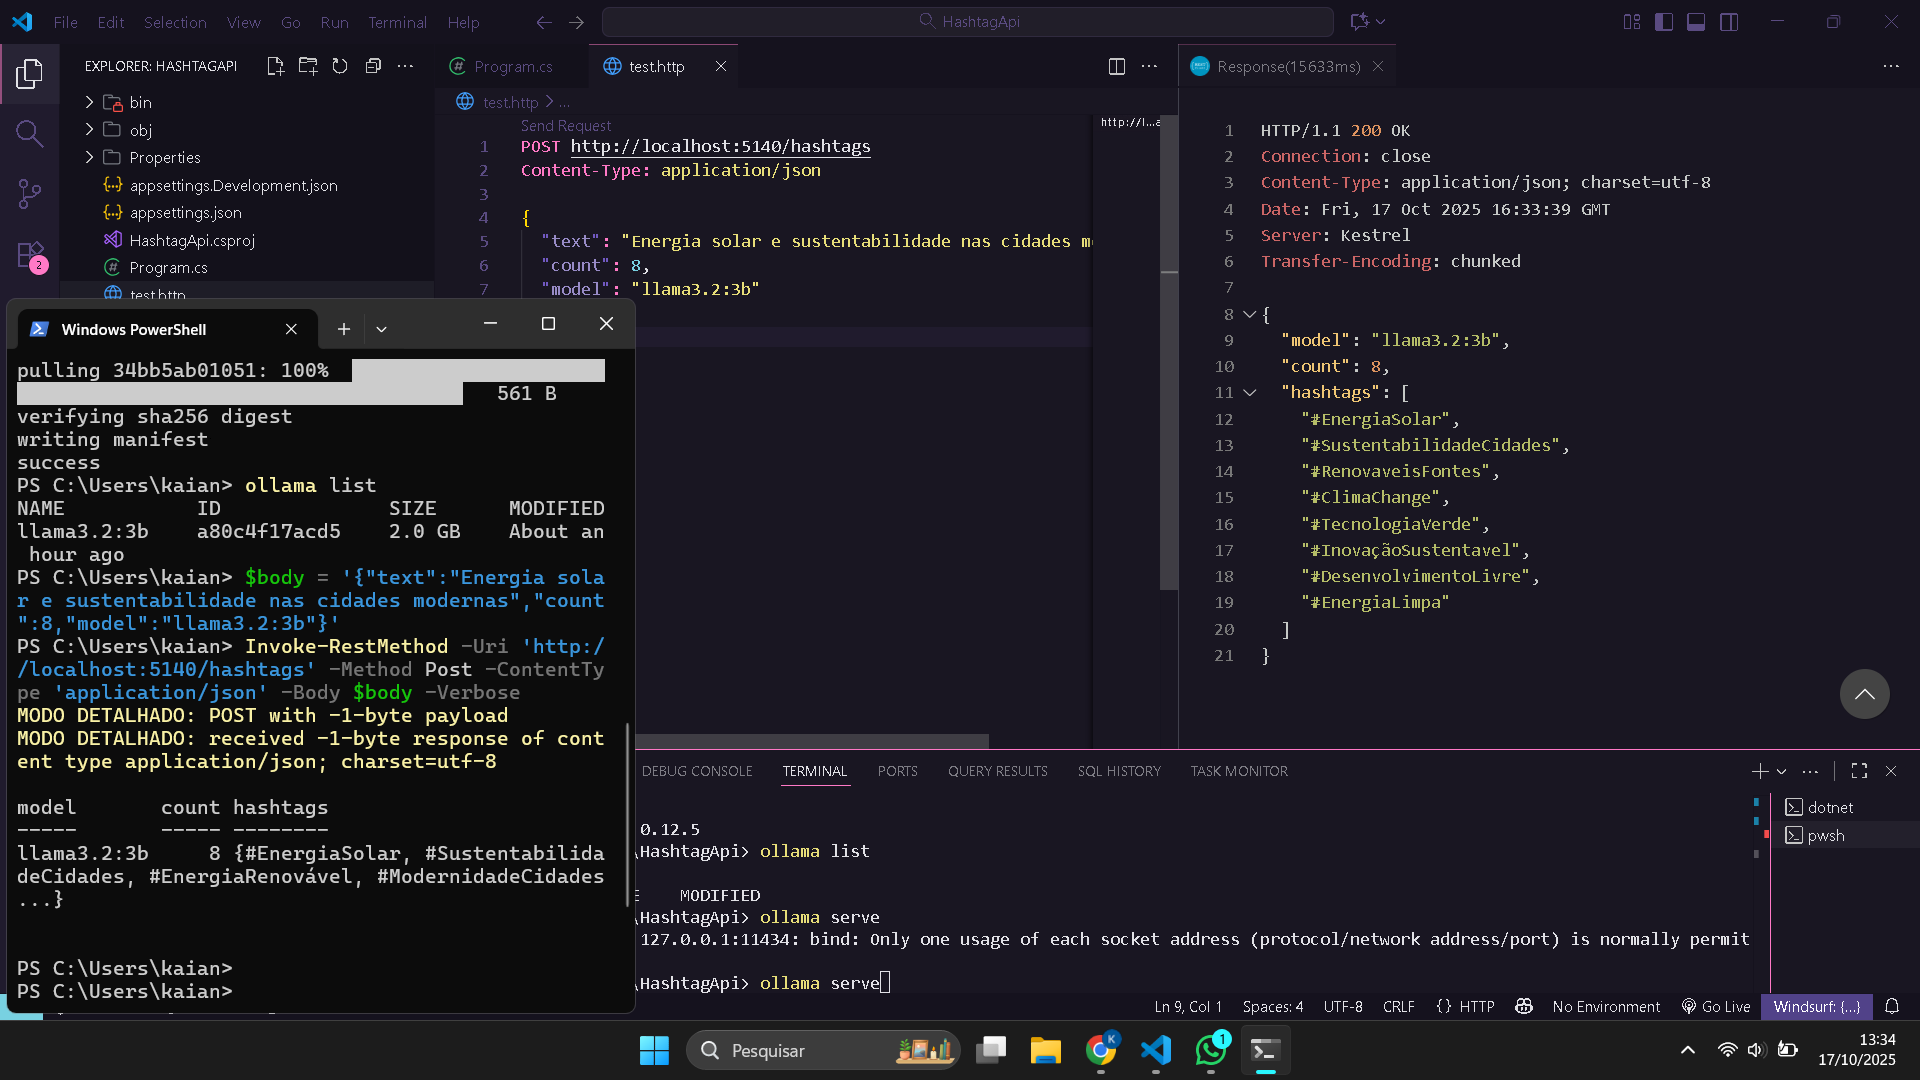 File Edit Selection View Go Run Terminal Help
HashtagApi
EXPLORER: HASHTAGAPI
bin
obj
Properties
appsettings.Development.json
appsettings.json
HashtagApi.csproj
Program.cs
test.http
2
Program.cs
test.http
test.http > ...
Send Request
1 POST http://localhost:5140/hashtags
2 Content-Type: application/json
3
4 {
5 "text": "Energia solar e sustentabilidade nas cidades m
6 "count": 8,
7 "model": "llama3.2:3b"
http://l...a
Response(15633ms)
1 HTTP/1.1 200 OK
2 Connection: close
3 Content-Type: application/json; charset=utf-8
4 Date: Fri, 17 Oct 2025 16:33:39 GMT
5 Server: Kestrel
6 Transfer-Encoding: chunked
7
8 {
9 "model": "llama3.2:3b",
10 "count": 8,
11 "hashtags": [
12 "#EnergiaSolar",
13 "#SustentabilidadeCidades",
14 "#RenovaveisFontes",
15 "#ClimaChange",
16 "#TecnologiaVerde",
17 "#InovaçãoSustentavel",
18 "#DesenvolvimentoLivre",
19 "#EnergiaLimpa"
20 ]
21 }
Windows PowerShell
pulling 34bb5ab01051: 100%
561 B
verifying sha256 digest
writing manifest
success
PS C:\Users\kaian> ollama list
NAME ID SIZE MODIFIED
llama3.2:3b a80c4f17acd5 2.0 GB About an
hour ago
PS C:\Users\kaian> $body = '{"text":"Energia sola
r e sustentabilidade nas cidades modernas","count
":8,"model":"llama3.2:3b"}'
PS C:\Users\kaian> Invoke-RestMethod -Uri 'http:/
/localhost:5140/hashtags' -Method Post -ContentTy
pe 'application/json' -Body $body -Verbose
MODO DETALHADO: POST with -1-byte payload
MODO DETALHADO: received -1-byte response of cont
ent type application/json; charset=utf-8
model count hashtags
----- ----- --------
llama3.2:3b 8 {#EnergiaSolar, #Sustentabilida
deCidades, #EnergiaRenovável, #ModernidadeCidades
...}
PS C:\Users\kaian>
PS C:\Users\kaian>
DEBUG CONSOLE TERMINAL PORTS QUERY RESULTS SQL HISTORY TASK MONITOR
0.12.5
\HashtagApi> ollama list
E MODIFIED
\HashtagApi> ollama serve
127.0.0.1:11434: bind: Only one usage of each socket address (protocol/network address/port) is normally permit
\HashtagApi> ollama serve
dotnet
pwsh
Ln 9, Col 1 Spaces: 4 UTF-8 CRLF {} HTTP No Environment Go Live Windsurf: {...}
Pesquisar
K
1
13:34
17/10/2025